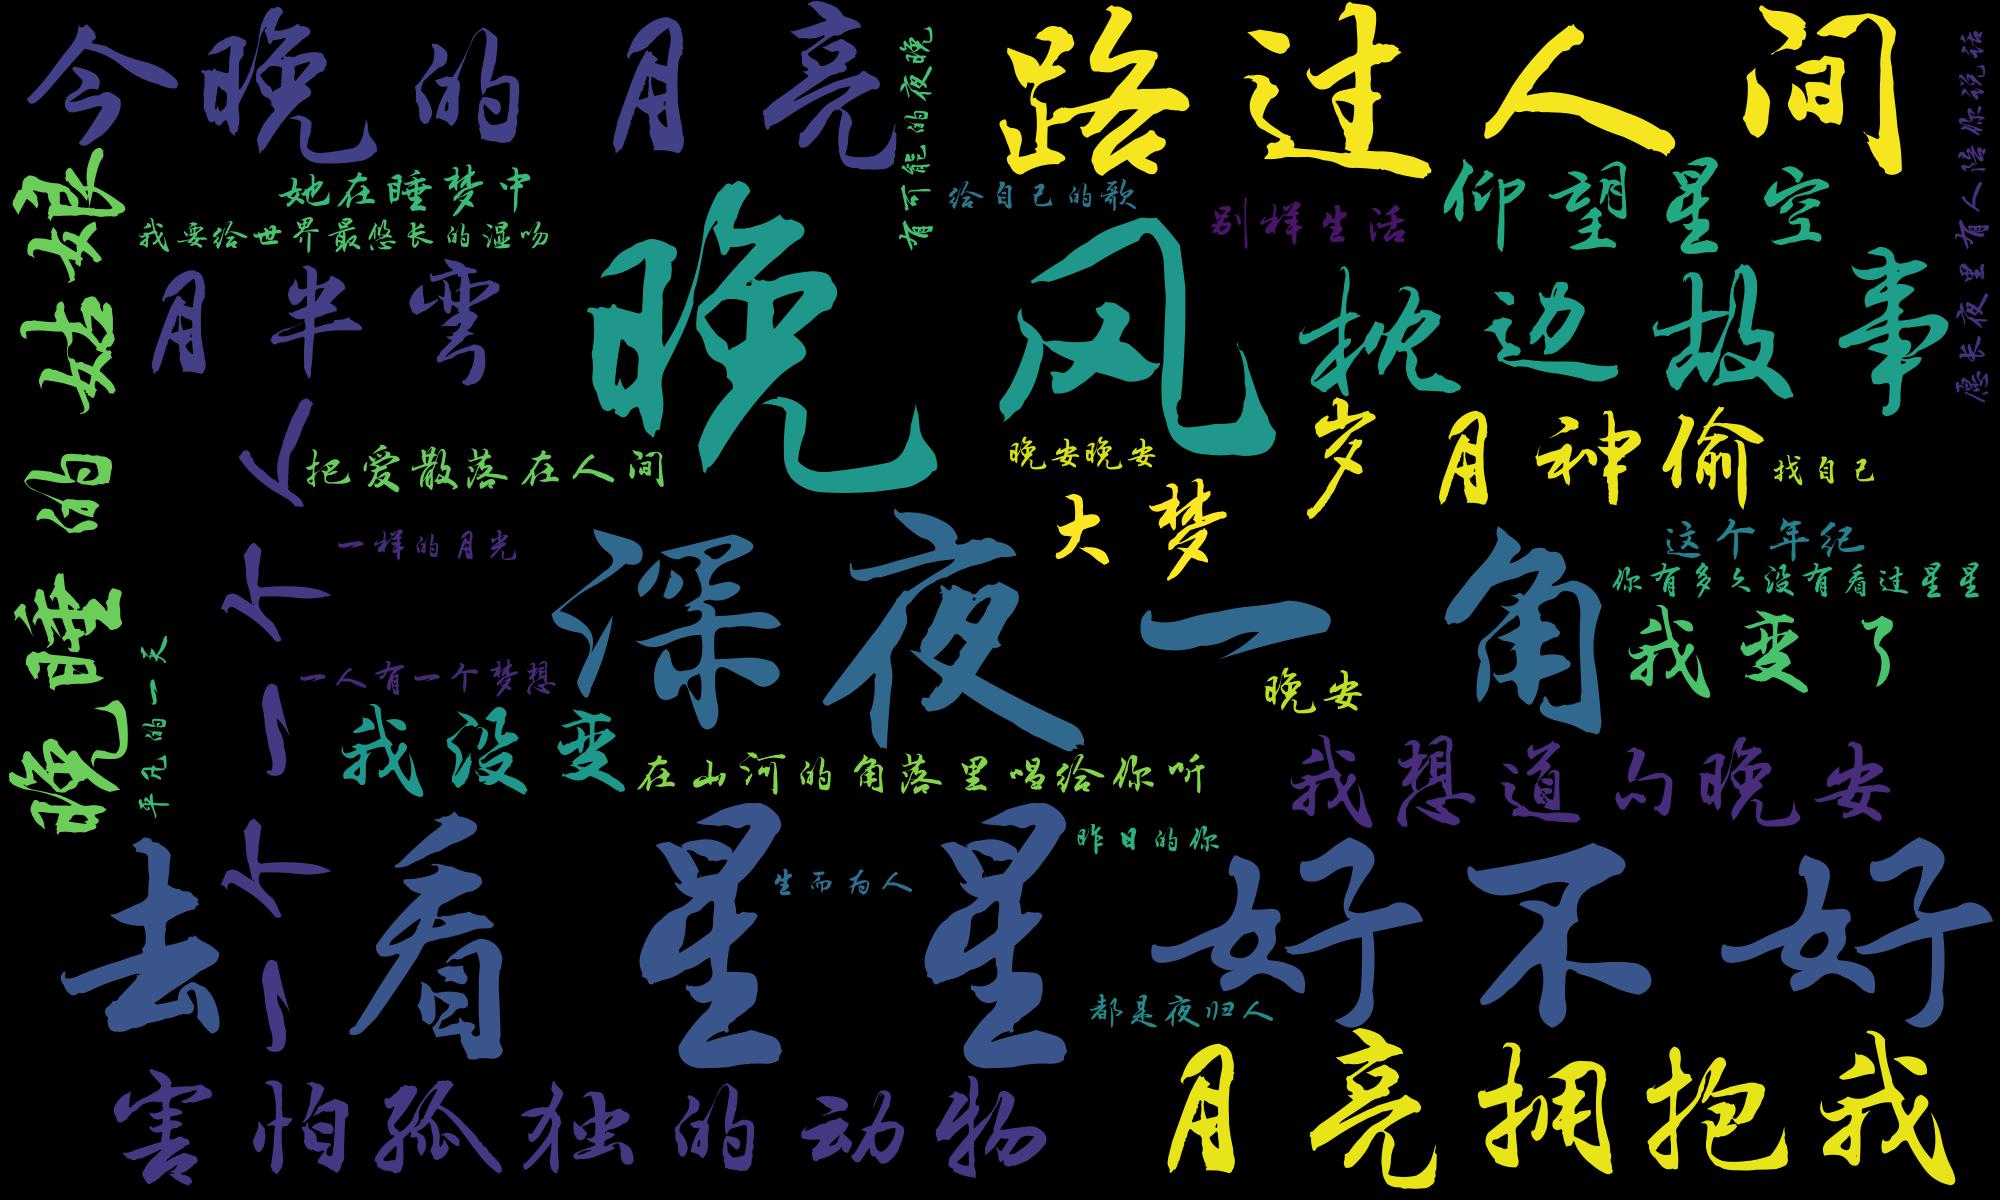 今晚的月亮
有可能的夜晚
路过人间
愿长夜里有人陪你说话
晚睡的姑娘
她在睡梦中
我要给世界最悠长的湿吻
给自己的歌
别样生活
仰望星空
月半弯
晚风
枕边故事
一个一个人
把爱散落在人间
晚安晚安
岁月神偷
找自己
大梦
一样的月光
深夜一角
这个年纪
你有多久没有看过星星
我变了
平凡的一天
一人有一个梦想
晚安
我没变
在山河的角落里唱给你听
我想道句晚安
昨日的你
生而为人
去看星星好不好
都是夜归人
害怕孤独的动物
月亮拥抱我